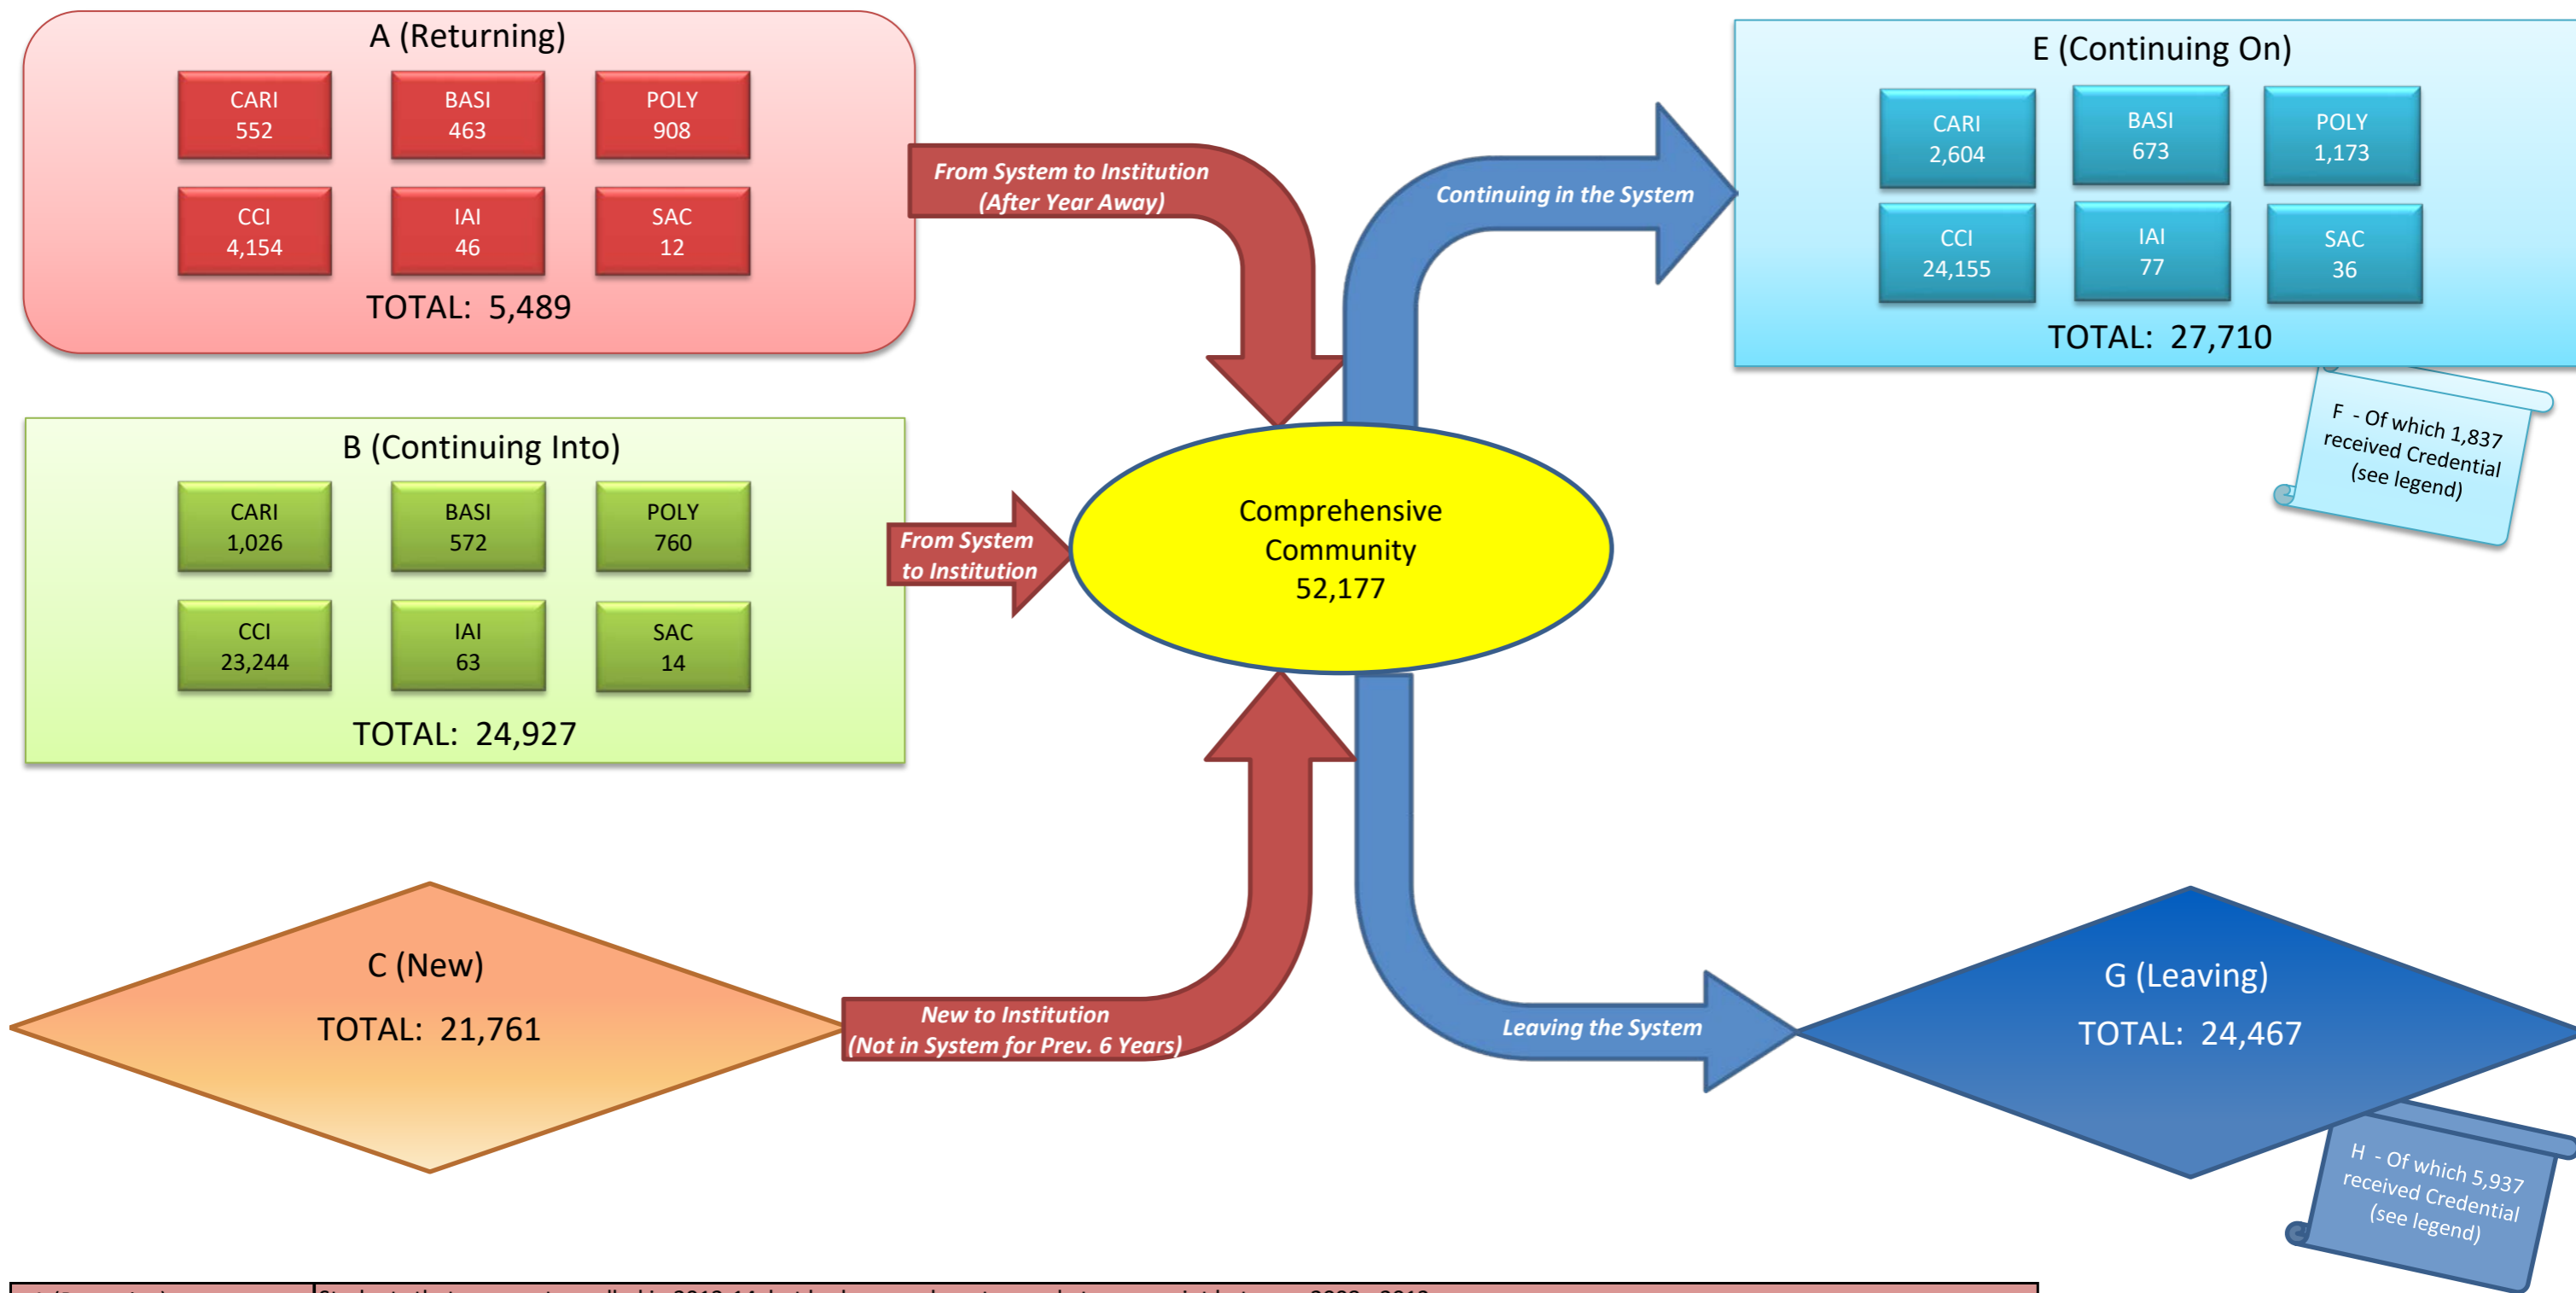 A (Returning)
CARI
552
BASI
463
POLY
908
CCI
4,154
IAI
46
SAC
12
TOTAL: 5,489
From System to Institution
(After Year Away)
Continuing in the System
E (Continuing On)
CARI
2,604
BASI
673
POLY
1,173
CCI
24,155
IAI
77
SAC
36
TOTAL: 27,710
F - Of which 1,837
received Credential
(see legend)
B (Continuing Into)
CARI
1,026
BASI
572
POLY
760
CCI
23,244
IAI
63
SAC
14
TOTAL: 24,927
From System
to Institution
Comprehensive
Community
52,177
C (New)
TOTAL: 21,761
New to Institution
(Not in System for Prev. 6 Years)
Leaving the System
G (Leaving)
TOTAL: 24,467
H - Of which 5,937
received Credential
(see legend)